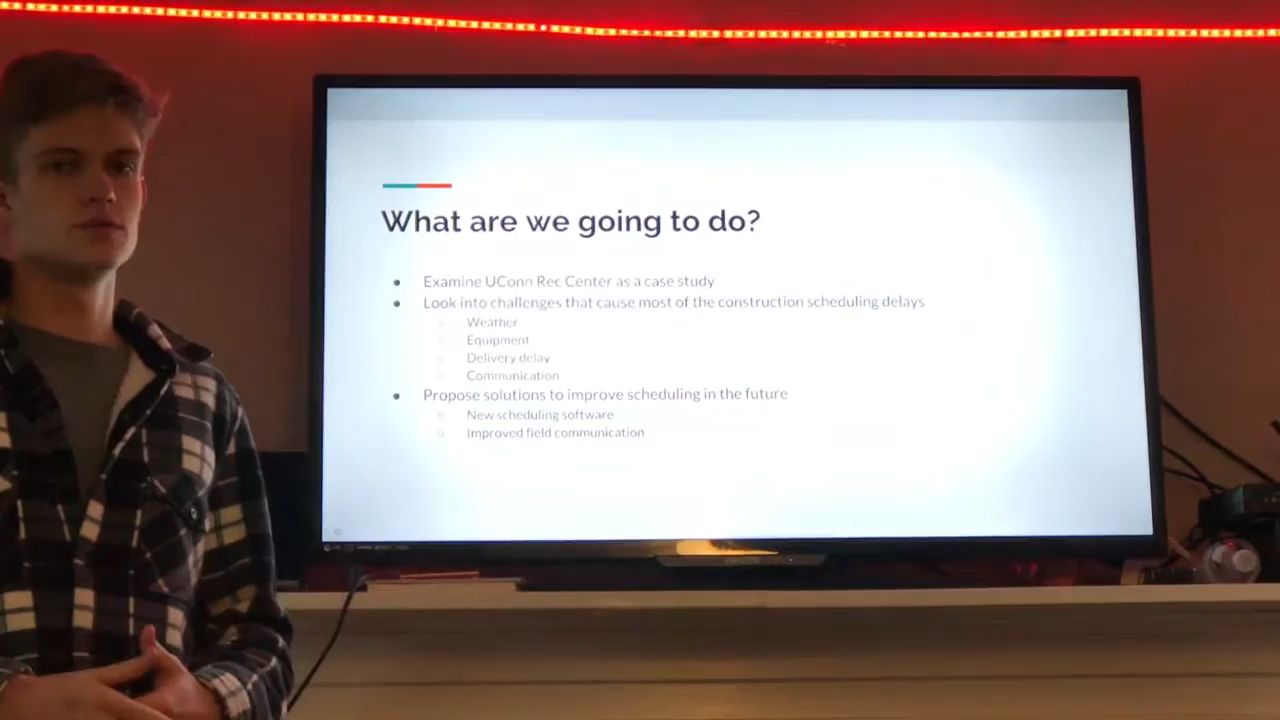 What are we going to do?
Examine UConn Rec Center as a case study
Look into challenges that cause most of the construction scheduling delays
Weather
Equipment
Delivery delay
Communication
Propose solutions to improve scheduling in the future
New scheduling software
Improved field communication